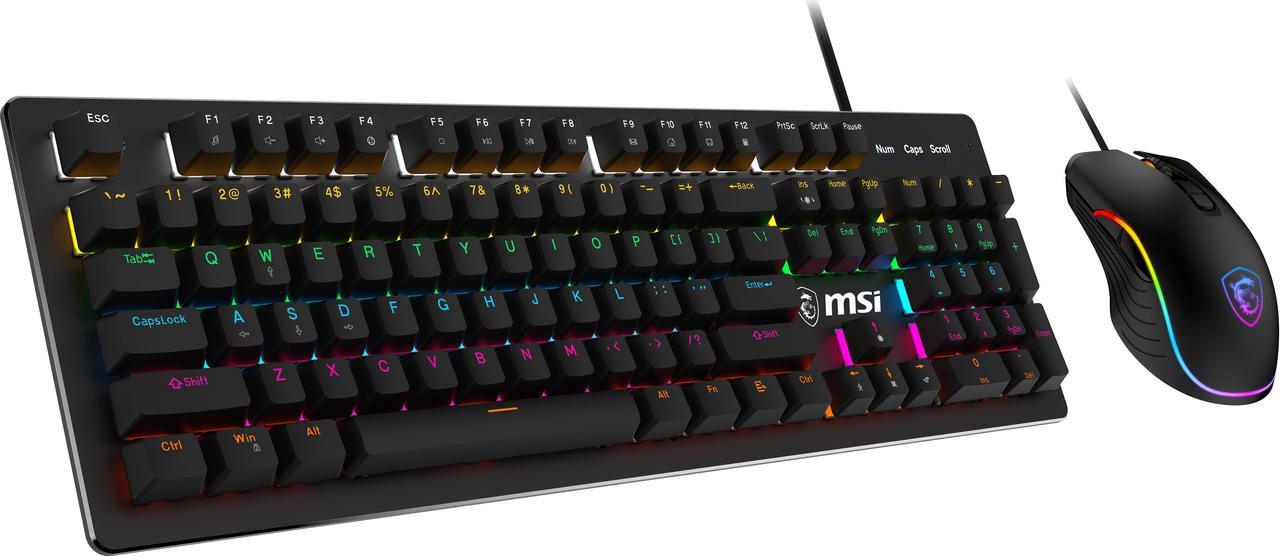 Esc F1 F2 F3 F4 F5 F6 F7 F8 F9 F10 F11 F12 PrtSc ScrLk Pause Num Caps Scroll
\ ~ 1 ! 2 @ 3 # 4 $ 5 % 6 ^ 7 & 8 * 9 ( 0 ) - _ = + ←Back Ins Home PgUp Num / * −
Tab Q W E R T Y U I O P [ { ] } \ | Del End PgDn 7 Home 8 9 PgUp +
CapsLock A S D F G H J K L ; : ' " Enter↵ msi 4 5 6
⇧Shift Z X C V B N M , < . > / ? ⇧Shift ↑ 1 End 2 3 PgDn Enter
Ctrl Win Alt Alt Fn Ctrl ← ↓ → 0 Ins . Del